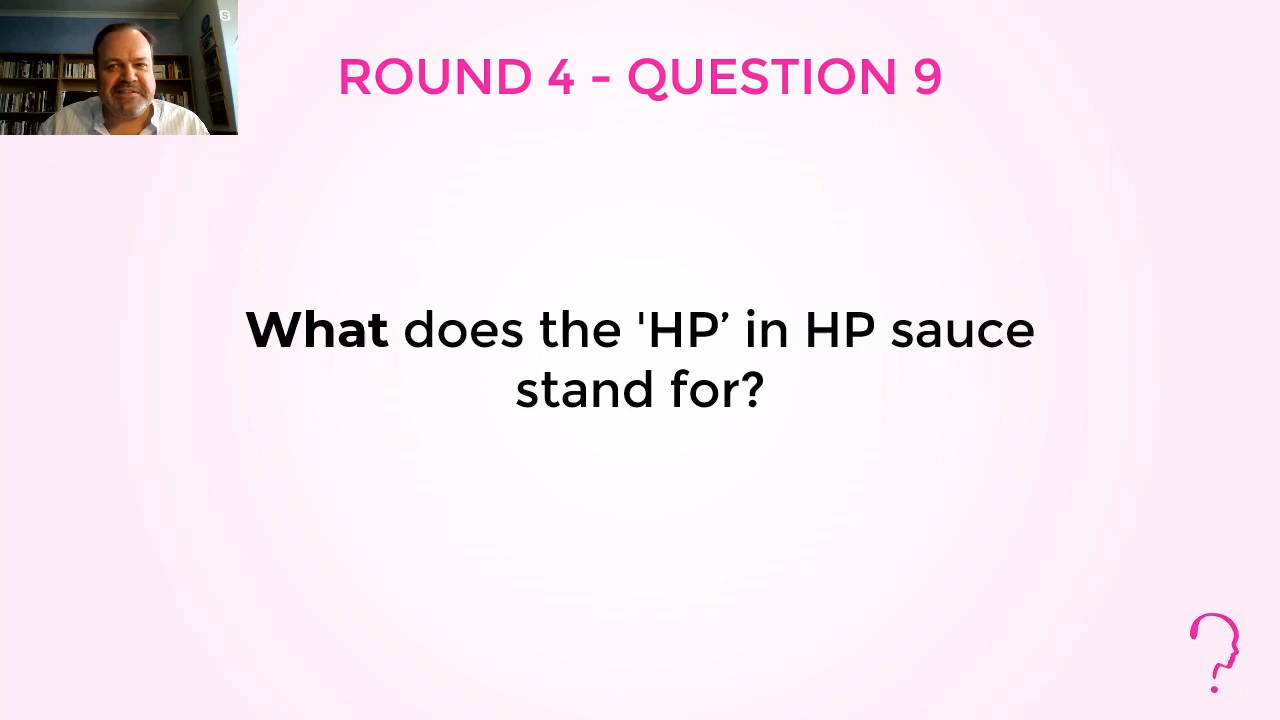 ROUND 4 - QUESTION 9
What does the 'HP’ in HP sauce
stand for?